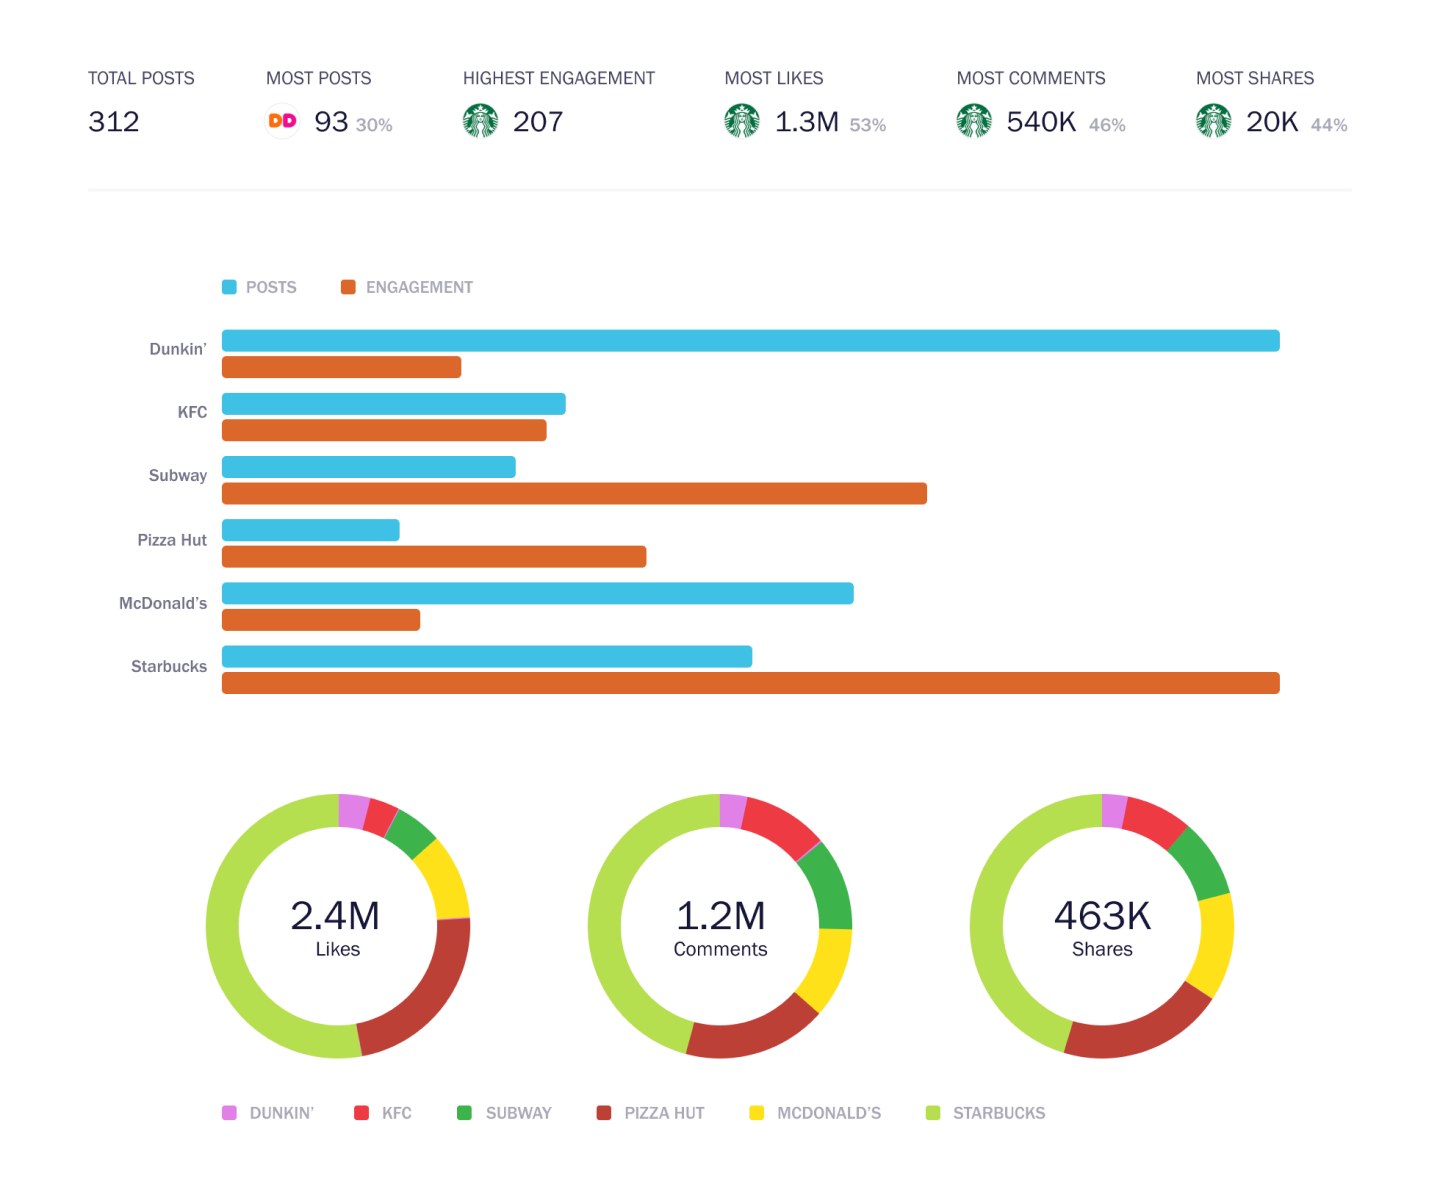 TOTAL POSTS
312
MOST POSTS
DD 93 30%
HIGHEST ENGAGEMENT
207
MOST LIKES
1.3M 53%
MOST COMMENTS
540K 46%
MOST SHARES
20K 44%
POSTS ENGAGEMENT
Dunkin’
KFC
Subway
Pizza Hut
McDonald’s
Starbucks
2.4M
Likes
1.2M
Comments
463K
Shares
DUNKIN’ KFC SUBWAY PIZZA HUT MCDONALD’S STARBUCKS